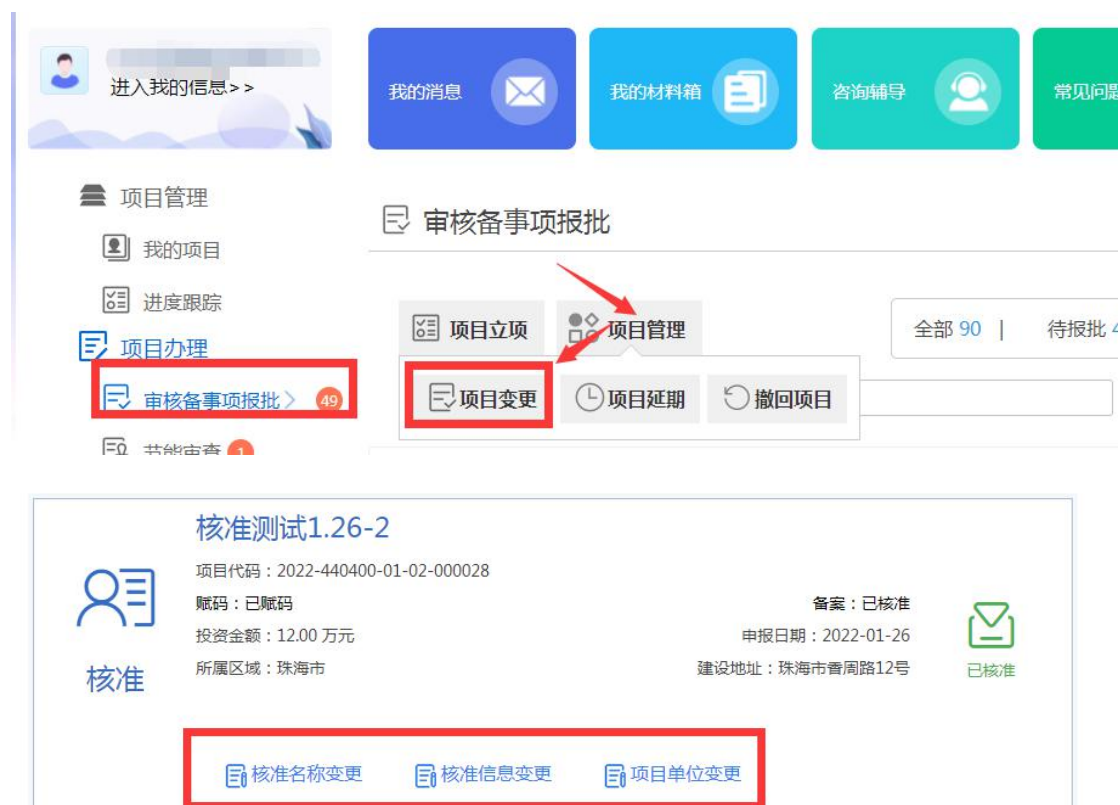 进入我的信息>>
我的消息
我的材料箱
咨询辅导
常见问题
项目管理
我的项目
进度跟踪
项目办理
审核备事项报批> 49
节能审查 1
审核备事项报批
项目立项 项目管理
全部 90 | 待报批 4
项目变更 项目延期 撤回项目
核准测试1.26-2
项目代码：2022-440400-01-02-000028
赋码：已赋码 备案：已核准
投资金额：12.00 万元 申报日期：2022-01-26
所属区域：珠海市 建设地址：珠海市香周路12号
核准
已核准
核准名称变更 核准信息变更 项目单位变更